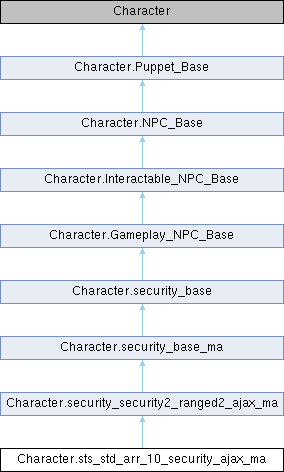 Character
Character.Puppet_Base
Character.NPC_Base
Character.Interactable_NPC_Base
Character.Gameplay_NPC_Base
Character.security_base
Character.security_base_ma
Character.security_security2_ranged2_ajax_ma
Character.sts_std_arr_10_security_ajax_ma